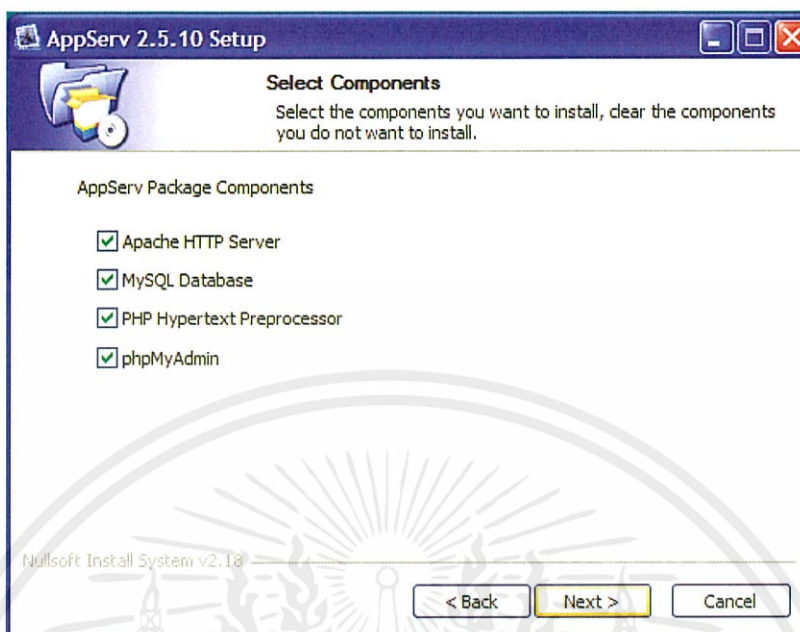 AppServ 2.5.10 Setup
Select Components
Select the components you want to install, clear the components
you do not want to install.
AppServ Package Components
Apache HTTP Server
MySQL Database
PHP Hypertext Preprocessor
phpMyAdmin
Nullsoft Install System v2.18
< Back
Next >
Cancel